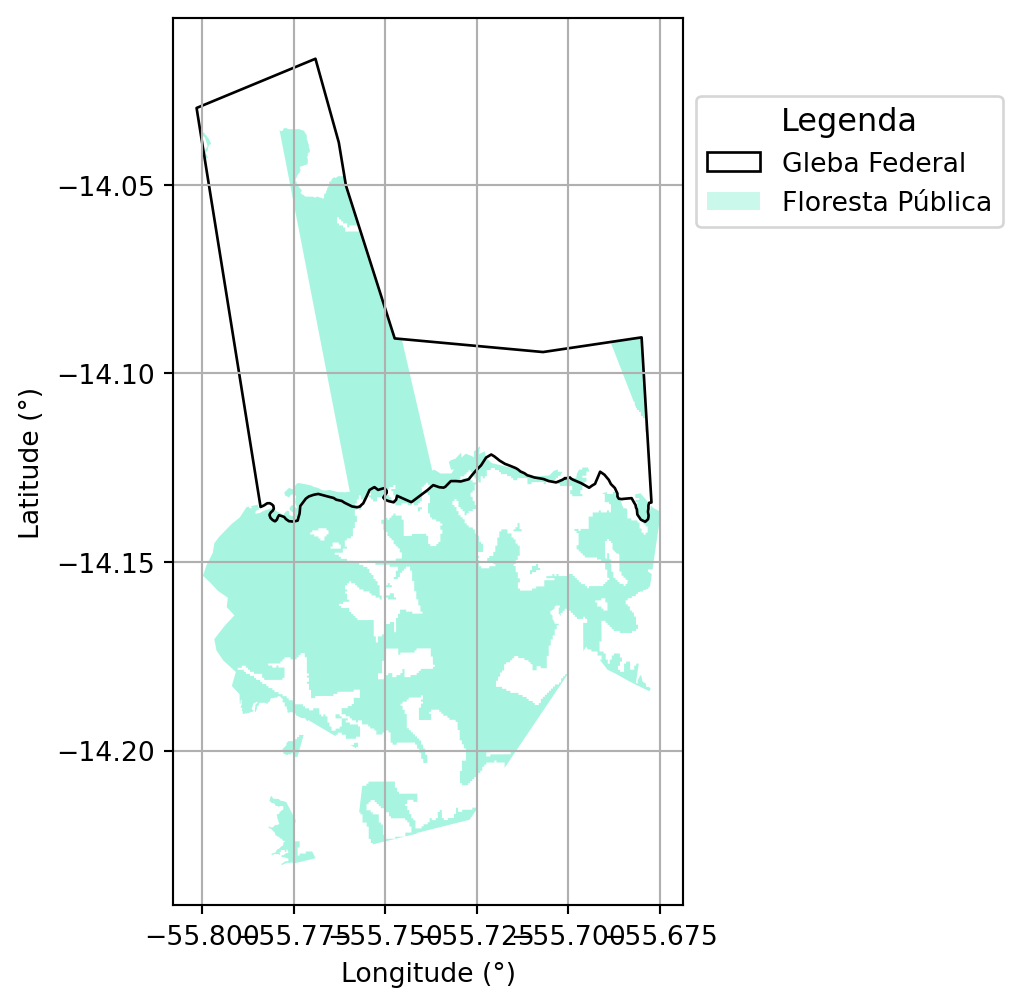 Legenda
Gleba Federal
Floresta Pública
−14.05
−14.10
−14.15
−14.20
Latitude (°)
−55.800 −55.775 −55.750 −55.725 −55.700 −55.675
Longitude (°)